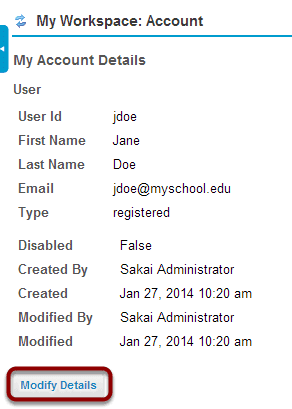 My Workspace: Account
My Account Details
User
User Id jdoe
First Name Jane
Last Name Doe
Email jdoe@myschool.edu
Type registered
Disabled False
Created By Sakai Administrator
Created Jan 27, 2014 10:20 am
Modified By Sakai Administrator
Modified Jan 27, 2014 10:20 am
Modify Details